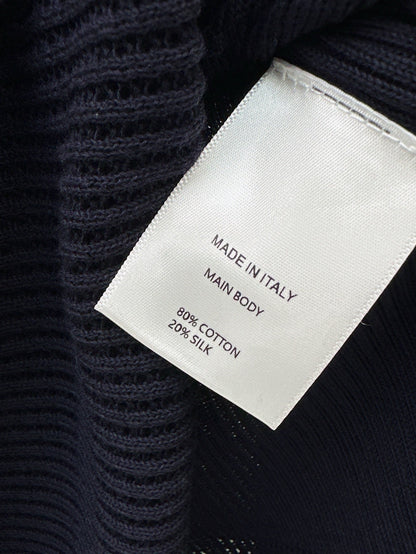 MADE IN ITALY
MAIN BODY
80% COTTON
20% SILK